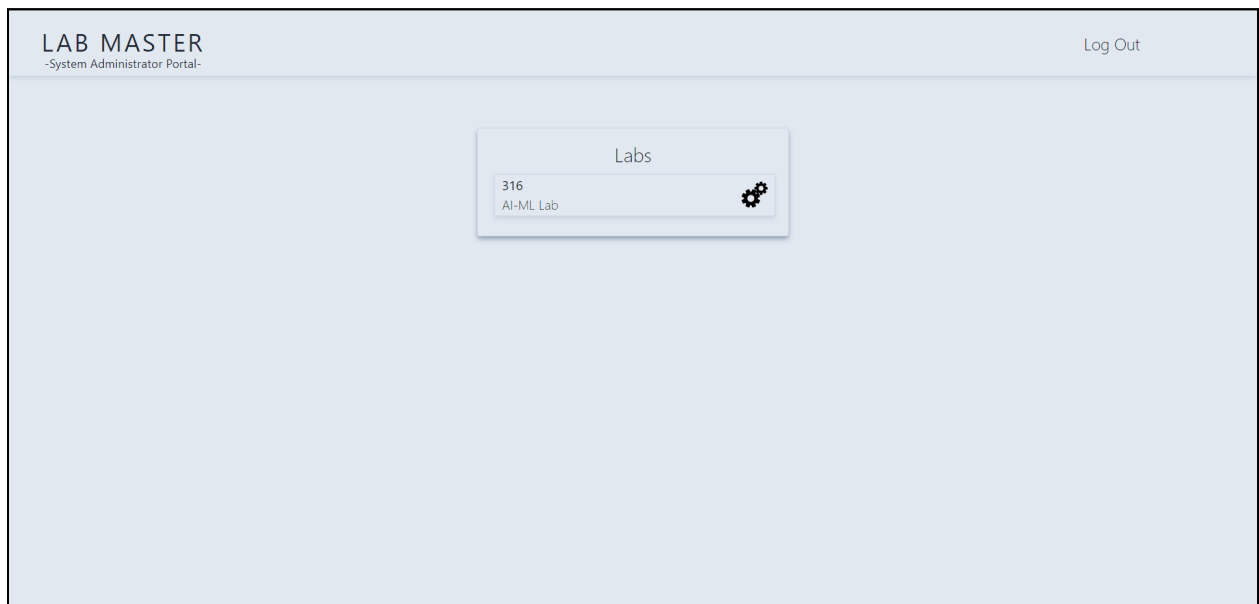 LAB MASTER
-System Administrator Portal-
Log Out
Labs
316
AI-ML Lab